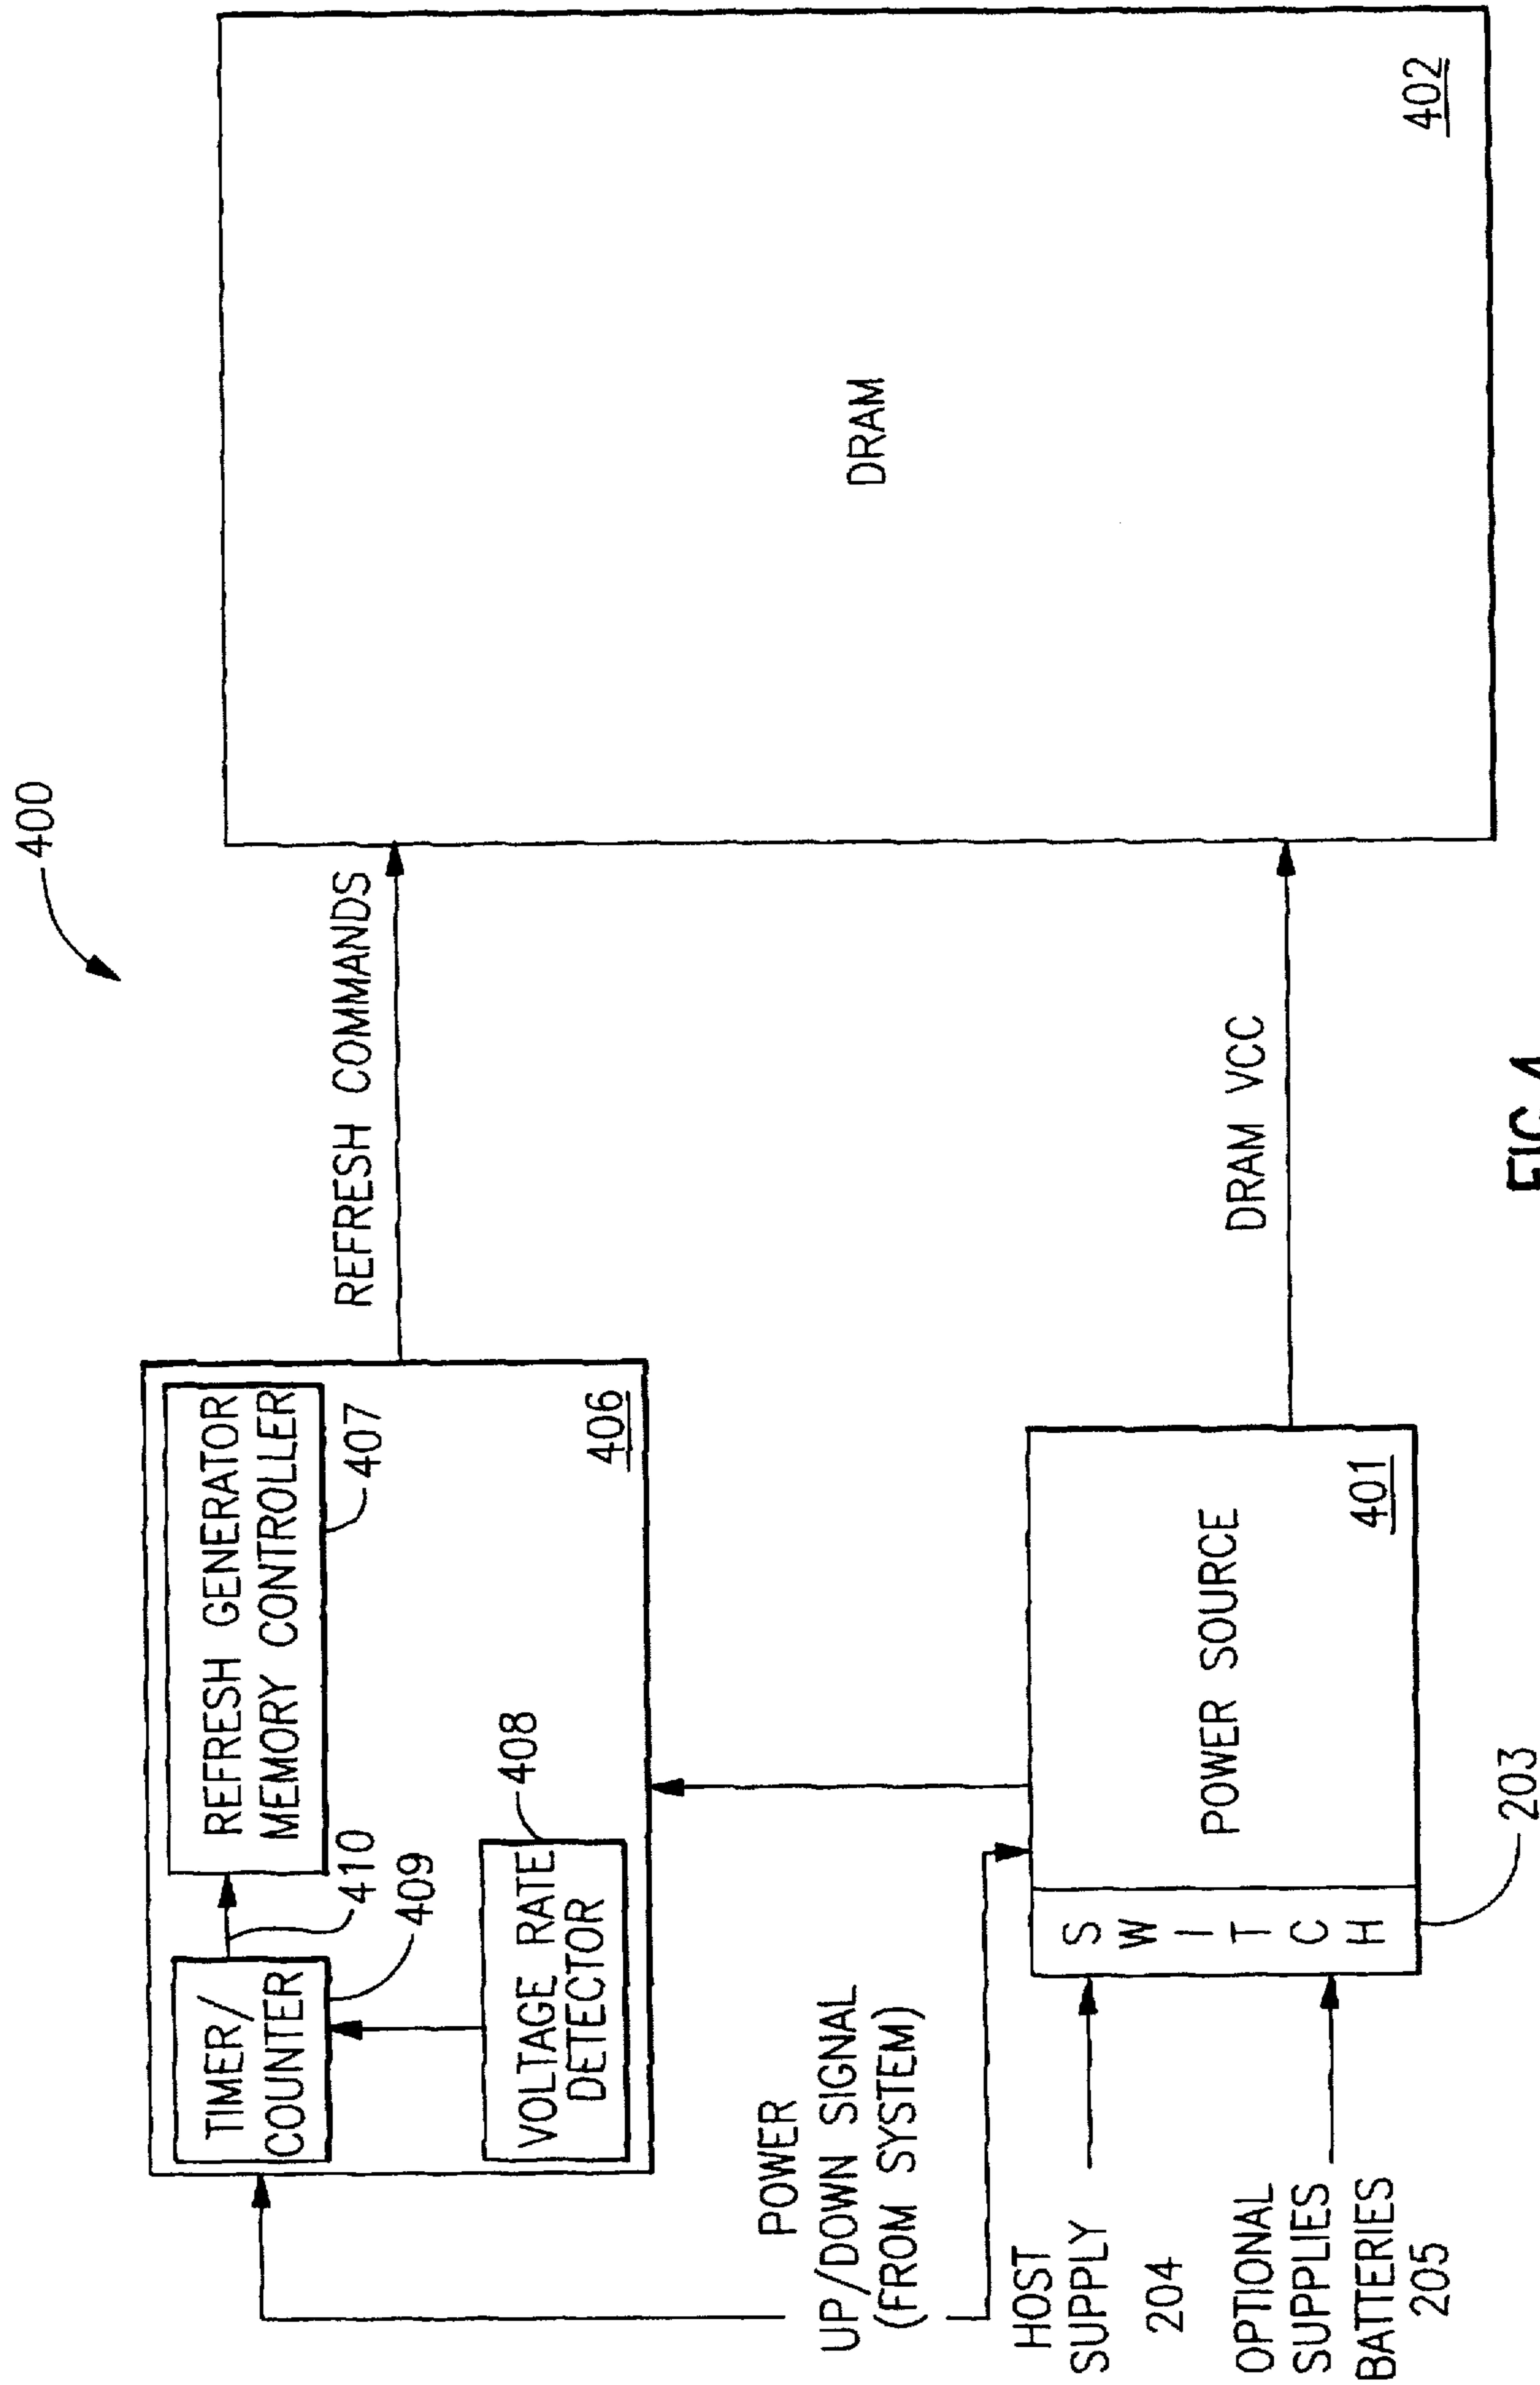 400
TIMER/
COUNTER
409
410
REFRESH GENERATOR
MEMORY CONTROLLER
407
VOLTAGE RATE
DETECTOR
408
406
REFRESH COMMANDS
DRAM
402
POWER
UP/DOWN SIGNAL
(FROM SYSTEM)
HOST
SUPPLY
204
OPTIONAL
SUPPLIES
BATTERIES
205
SWITCH
203
POWER SOURCE
401
DRAM VCC
FIG.4